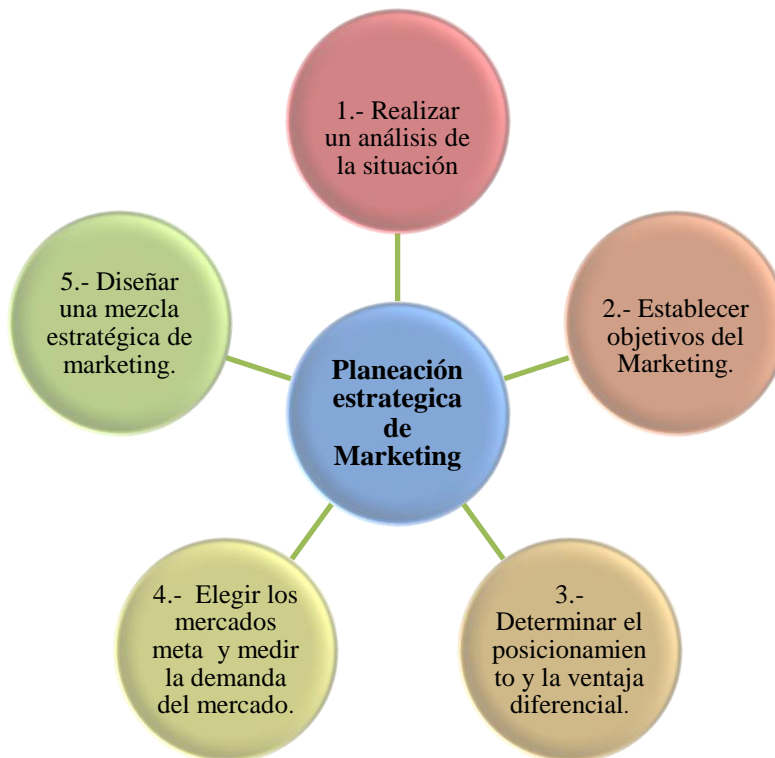 1.- Realizar
un análisis de
la situación
2.- Establecer
objetivos del
Marketing.
3.-
Determinar el
posicionamien
to y la ventaja
diferencial.
4.- Elegir los
mercados
meta y medir
la demanda
del mercado.
5.- Diseñar
una mezcla
estratégica de
marketing.
Planeación
estrategica
de
Marketing